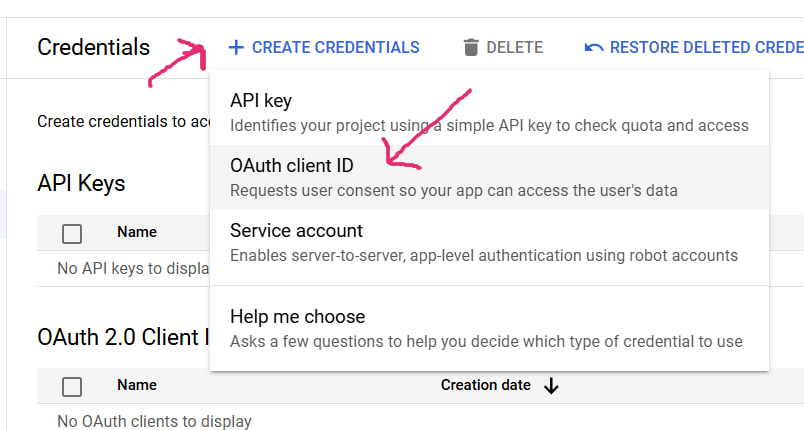 Credentials
+ CREATE CREDENTIALS
DELETE
RESTORE DELETED CREDE
API key
Identifies your project using a simple API key to check quota and access
Create credentials to acc
OAuth client ID
Requests user consent so your app can access the user's data
API Keys
Service account
Name
Enables server-to-server, app-level authentication using robot accounts
No API keys to displa
Help me choose
Asks a few questions to help you decide which type of credential to use
OAuth 2.0 Client I
Name
Creation date
No OAuth clients to display